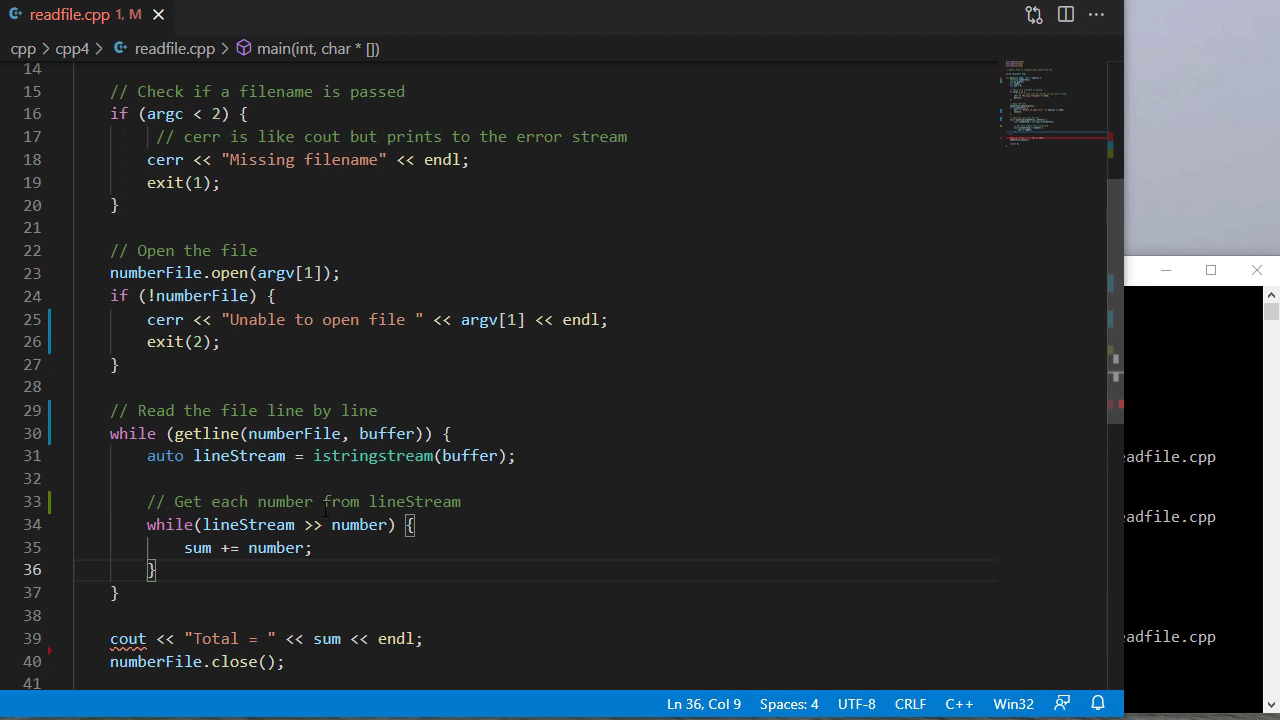 readfile.cpp 1, M
cpp > cpp4 > readfile.cpp > main(int, char * [])
14
15 // Check if a filename is passed
16 if (argc < 2) {
17 // cerr is like cout but prints to the error stream
18 cerr << "Missing filename" << endl;
19 exit(1);
20 }
21
22 // Open the file
23 numberFile.open(argv[1]);
24 if (!numberFile) {
25 cerr << "Unable to open file " << argv[1] << endl;
26 exit(2);
27 }
28
29 // Read the file line by line
30 while (getline(numberFile, buffer)) {
31 auto lineStream = istringstream(buffer);
32
33 // Get each number from lineStream
34 while(lineStream >> number) {
35 sum += number;
36 }
37 }
38
39 cout << "Total = " << sum << endl;
40 numberFile.close();
41
eadfile.cpp
eadfile.cpp
eadfile.cpp
Ln 36, Col 9 Spaces: 4 UTF-8 CRLF C++ Win32